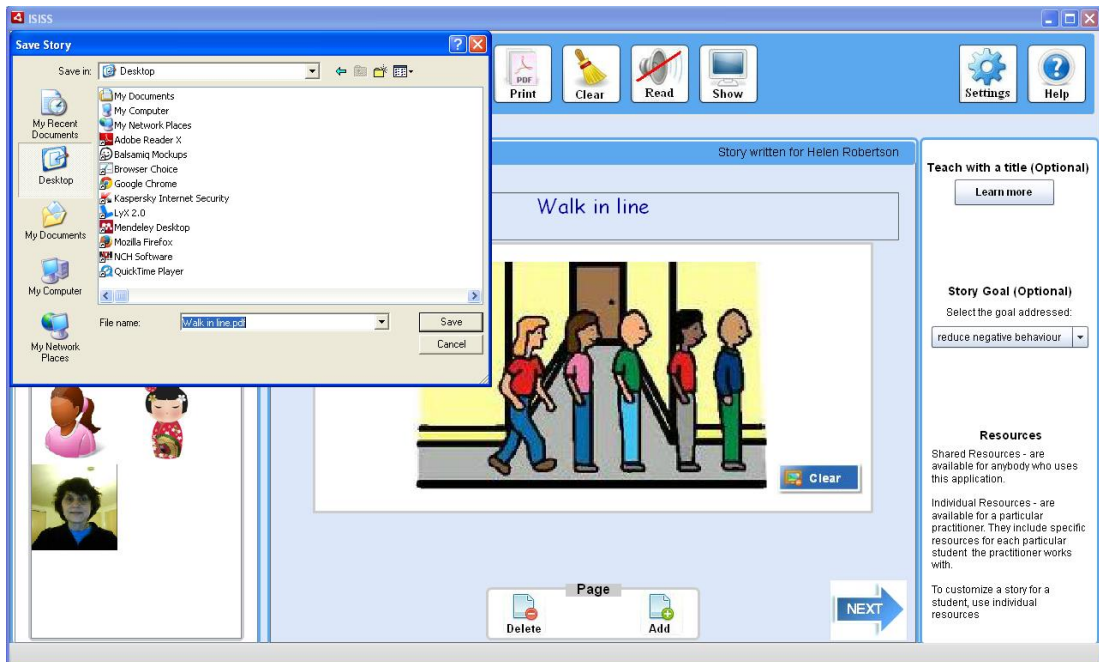 ISISS
Save Story
Save in:
Desktop
My Recent
Documents
Desktop
My Documents
My Computer
My Network
Places
My Documents
My Computer
My Network Places
Adobe Reader X
Balsamiq Mockups
Browser Choice
Google Chrome
Kaspersky Internet Security
LyX 2.0
Mendeley Desktop
Mozilla Firefox
NCH Software
QuickTime Player
File name:
Walk in line.pdf
Save
Cancel
PDF
Print
Clear
Read
Show
Settings
Help
Story written for Helen Robertson
Walk in line
Clear
Page
Delete
Add
NEXT
Teach with a title (Optional)
Learn more
Story Goal (Optional)
Select the goal addressed:
reduce negative behaviour
Resources
Shared Resources - are
available for anybody who uses
this application.
Individual Resources - are
available for a particular
practitioner. They include specific
resources for each particular
student the practitioner works
with.
To customize a story for a
student, use individual
resources